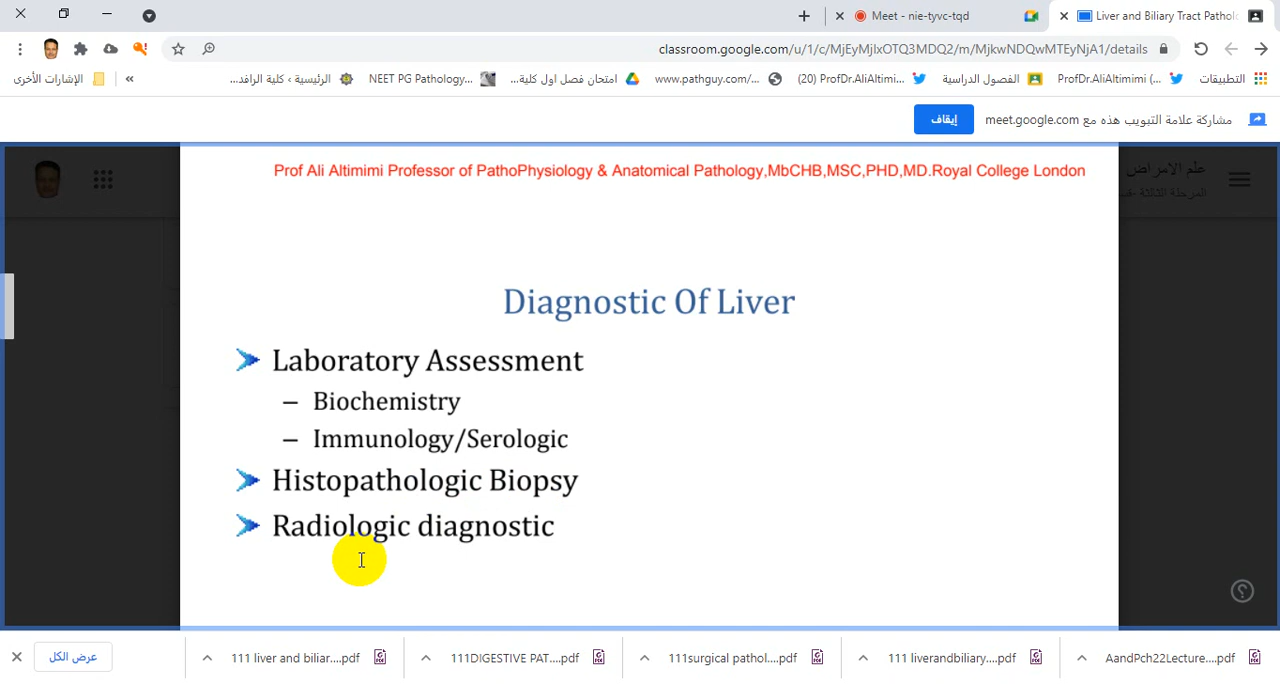 Meet - nie-tyvc-tqd
Liver and Biliary Tract Pathol
classroom.google.com/u/1/c/MjEyMjIxOTQ3MDQ2/m/MjkwNDQwMTEyNjA1/details
التطبيقات
ProfDr.AliAltimimi (...
الفصول الدراسية
(20) ProfDr.AliAltimi...
www.pathguy.com/...
امتحان فصل اول كلية...
NEET PG Pathology...
الرئيسية ‹ كلية الرافد...
»
الإشارات الأخرى
مشاركة علامة التبويب هذه مع meet.google.com
إيقاف
علم الامراض
Prof Ali Altimimi Professor of PathoPhysiology & Anatomical Pathology,MbCHB,MSC,PHD,MD.Royal College London
Diagnostic Of Liver
➤ Laboratory Assessment
– Biochemistry
– Immunology/Serologic
➤ Histopathologic Biopsy
➤ Radiologic diagnostic
عرض الكل
111 liver and biliar....pdf
111DIGESTIVE PAT....pdf
111surgical pathol....pdf
111 liverandbiliary....pdf
AandPch22Lecture....pdf